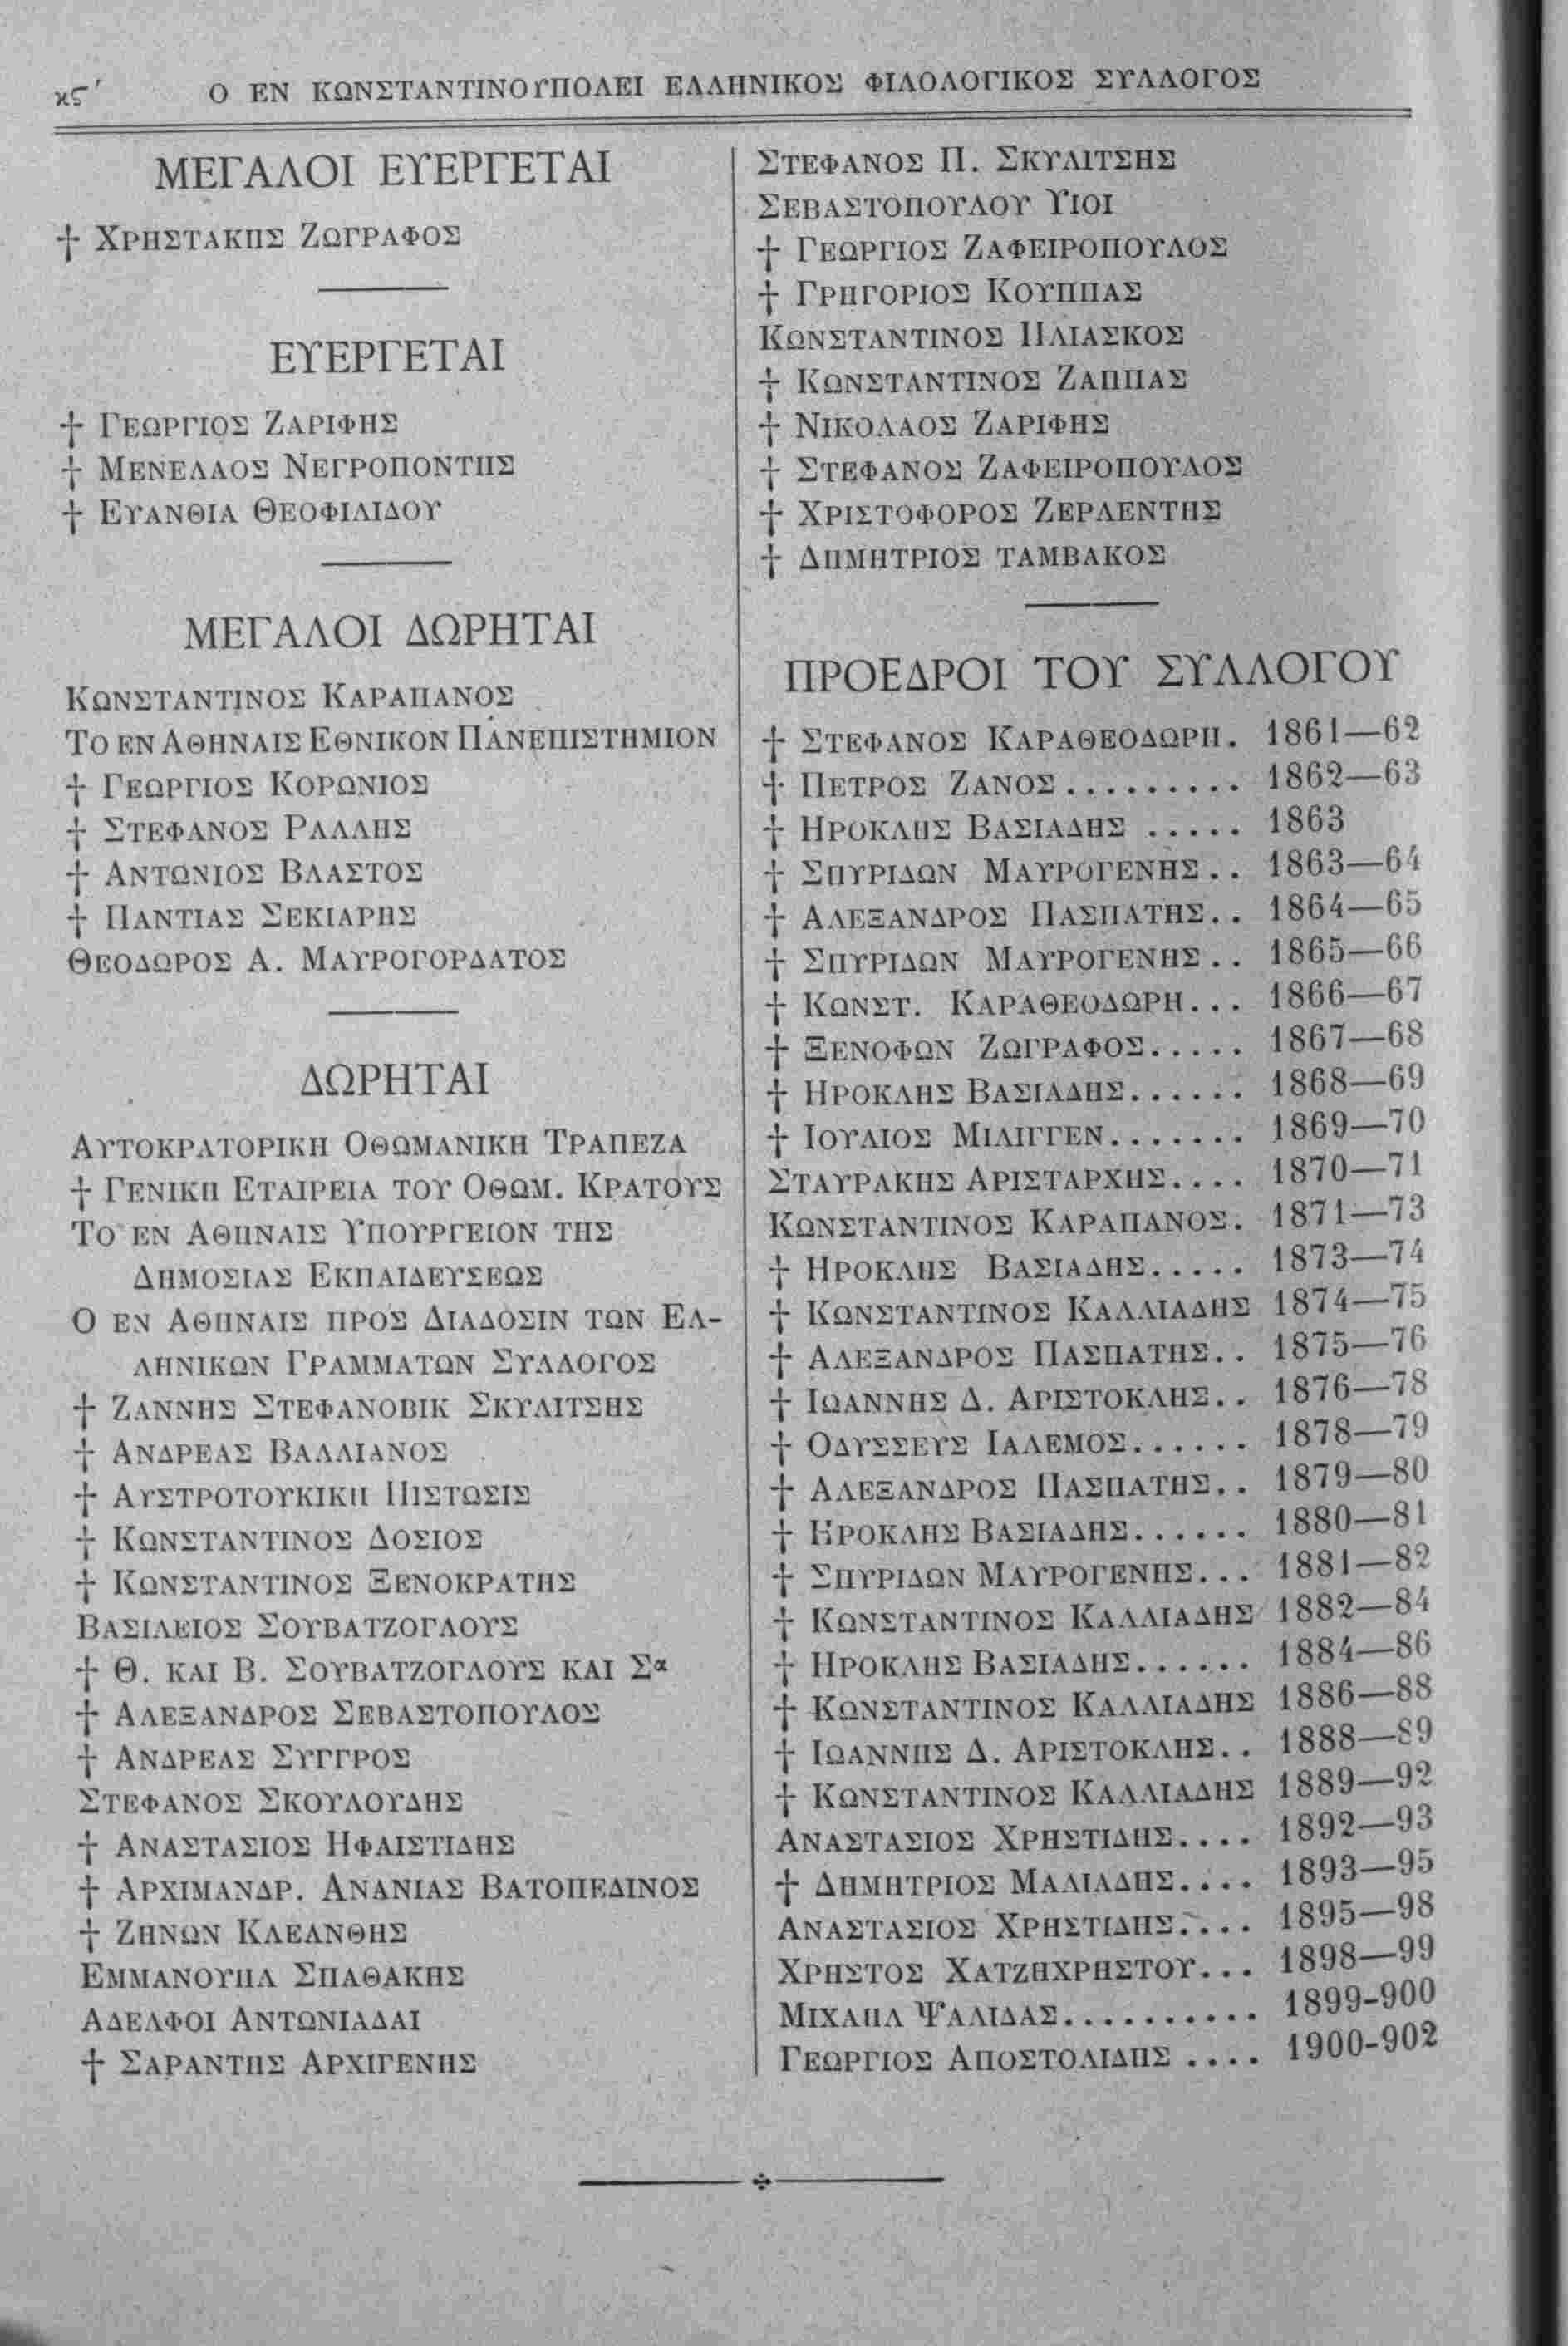 κϛ´ Ο ΕΝ ΚΩΝΣΤΑΝΤΙΝΟΥΠΟΛΕΙ ΕΛΛΗΝΙΚΟΣ ΦΙΛΟΛΟΓΙΚΟΣ ΣΥΛΛΟΓΟΣ
ΜΕΓΑΛΟΙ ΕΥΕΡΓΕΤΑΙ
† ΧΡΗΣΤΑΚΗΣ ΖΩΓΡΑΦΟΣ
ΕΥΕΡΓΕΤΑΙ
† ΓΕΩΡΓΙΟΣ ΖΑΡΙΦΗΣ
† ΜΕΝΕΛΑΟΣ ΝΕΓΡΟΠΟΝΤΗΣ
† ΕΥΑΝΘΙΑ ΘΕΟΦΙΛΙΔΟΥ
ΜΕΓΑΛΟΙ ΔΩΡΗΤΑΙ
ΚΩΝΣΤΑΝΤΙΝΟΣ ΚΑΡΑΠΑΝΟΣ
ΤΟ ΕΝ ΑΘΗΝΑΙΣ ΕΘΝΙΚΟΝ ΠΑΝΕΠΙΣΤΗΜΙΟΝ
† ΓΕΩΡΓΙΟΣ ΚΟΡΩΝΙΟΣ
† ΣΤΕΦΑΝΟΣ ΡΑΛΛΗΣ
† ΑΝΤΩΝΙΟΣ ΒΛΑΣΤΟΣ
† ΠΑΝΤΙΑΣ ΣΕΚΙΑΡΗΣ
ΘΕΟΔΩΡΟΣ Α. ΜΑΥΡΟΓΟΡΔΑΤΟΣ
ΔΩΡΗΤΑΙ
ΑΥΤΟΚΡΑΤΟΡΙΚΗ ΟΘΩΜΑΝΙΚΗ ΤΡΑΠΕΖΑ
† ΓΕΝΙΚΗ ΕΤΑΙΡΕΙΑ ΤΟΥ ΟΘΩΜ. ΚΡΑΤΟΥΣ
ΤΟ ΕΝ ΑΘΗΝΑΙΣ ΥΠΟΥΡΓΕΙΟΝ ΤΗΣ
ΔΗΜΟΣΙΑΣ ΕΚΠΑΙΔΕΥΣΕΩΣ
Ο ΕΝ ΑΘΗΝΑΙΣ ΠΡΟΣ ΔΙΑΔΟΣΙΝ ΤΩΝ ΕΛ-
ΛΗΝΙΚΩΝ ΓΡΑΜΜΑΤΩΝ ΣΥΛΛΟΓΟΣ
† ΖΑΝΝΗΣ ΣΤΕΦΑΝΟΒΙΚ ΣΚΥΛΙΤΣΗΣ
† ΑΝΔΡΕΑΣ ΒΑΛΛΙΑΝΟΣ
† ΑΥΣΤΡΟΤΟΥΚΙΚΗ ΠΙΣΤΩΣΙΣ
† ΚΩΝΣΤΑΝΤΙΝΟΣ ΔΟΣΙΟΣ
† ΚΩΝΣΤΑΝΤΙΝΟΣ ΞΕΝΟΚΡΑΤΗΣ
ΒΑΣΙΛΕΙΟΣ ΣΟΥΒΑΤΖΟΓΛΟΥΣ
† Θ. ΚΑΙ Β. ΣΟΥΒΑΤΖΟΓΛΟΥΣ ΚΑΙ Σα
† ΑΛΕΞΑΝΔΡΟΣ ΣΕΒΑΣΤΟΠΟΥΛΟΣ
† ΑΝΔΡΕΑΣ ΣΥΓΓΡΟΣ
ΣΤΕΦΑΝΟΣ ΣΚΟΥΛΟΥΔΗΣ
† ΑΝΑΣΤΑΣΙΟΣ ΗΦΑΙΣΤΙΔΗΣ
† ΑΡΧΙΜΑΝΔΡ. ΑΝΑΝΙΑΣ ΒΑΤΟΠΕΔΙΝΟΣ
† ΖΗΝΩΝ ΚΛΕΑΝΘΗΣ
ΕΜΜΑΝΟΥΗΛ ΣΠΑΘΑΚΗΣ
ΑΔΕΛΦΟΙ ΑΝΤΩΝΙΑΔΑΙ
† ΣΑΡΑΝΤΗΣ ΑΡΧΙΓΕΝΗΣ
ΣΤΕΦΑΝΟΣ Π. ΣΚΥΛΙΤΣΗΣ
ΣΕΒΑΣΤΟΠΟΥΛΟΥ ΥΙΟΙ
† ΓΕΩΡΓΙΟΣ ΖΑΦΕΙΡΟΠΟΥΛΟΣ
† ΓΡΗΓΟΡΙΟΣ ΚΟΥΠΠΑΣ
ΚΩΝΣΤΑΝΤΙΝΟΣ ΗΛΙΑΣΚΟΣ
† ΚΩΝΣΤΑΝΤΙΝΟΣ ΖΑΠΠΑΣ
† ΝΙΚΟΛΑΟΣ ΖΑΡΙΦΗΣ
† ΣΤΕΦΑΝΟΣ ΖΑΦΕΙΡΟΠΟΥΛΟΣ
† ΧΡΙΣΤΟΦΟΡΟΣ ΖΕΡΛΕΝΤΗΣ
† ΔΗΜΗΤΡΙΟΣ ΤΑΜΒΑΚΟΣ
ΠΡΟΕΔΡΟΙ ΤΟΥ ΣΥΛΛΟΓΟΥ
† ΣΤΕΦΑΝΟΣ ΚΑΡΑΘΕΟΔΩΡΗ. 1861—62
† ΠΕΤΡΟΣ ΖΑΝΟΣ......... 1862—63
† ΗΡΟΚΛΗΣ ΒΑΣΙΑΔΗΣ ..... 1863
† ΣΠΥΡΙΔΩΝ ΜΑΥΡΟΓΕΝΗΣ.. 1863—64
† ΑΛΕΞΑΝΔΡΟΣ ΠΑΣΠΑΤΗΣ.. 1864—65
† ΣΠΥΡΙΔΩΝ ΜΑΥΡΟΓΕΝΗΣ.. 1865—66
† ΚΩΝΣΤ. ΚΑΡΑΘΕΟΔΩΡΗ... 1866—67
† ΞΕΝΟΦΩΝ ΖΩΓΡΑΦΟΣ..... 1867—68
† ΗΡΟΚΛΗΣ ΒΑΣΙΑΔΗΣ...... 1868—69
† ΙΟΥΛΙΟΣ ΜΙΛΙΓΓΕΝ....... 1869—70
ΣΤΑΥΡΑΚΗΣ ΑΡΙΣΤΑΡΧΗΣ.... 1870—71
ΚΩΝΣΤΑΝΤΙΝΟΣ ΚΑΡΑΠΑΝΟΣ. 1871—73
† ΗΡΟΚΛΗΣ ΒΑΣΙΑΔΗΣ..... 1873—74
† ΚΩΝΣΤΑΝΤΙΝΟΣ ΚΑΛΛΙΑΔΗΣ 1874—75
† ΑΛΕΞΑΝΔΡΟΣ ΠΑΣΠΑΤΗΣ.. 1875—76
† ΙΩΑΝΝΗΣ Δ. ΑΡΙΣΤΟΚΛΗΣ.. 1876—78
† ΟΔΥΣΣΕΥΣ ΙΑΛΕΜΟΣ...... 1878—79
† ΑΛΕΞΑΝΔΡΟΣ ΠΑΣΠΑΤΗΣ.. 1879—80
† ΗΡΟΚΛΗΣ ΒΑΣΙΑΔΗΣ...... 1880—81
† ΣΠΥΡΙΔΩΝ ΜΑΥΡΟΓΕΝΗΣ... 1881—82
† ΚΩΝΣΤΑΝΤΙΝΟΣ ΚΑΛΛΙΑΔΗΣ 1882—84
† ΗΡΟΚΛΗΣ ΒΑΣΙΑΔΗΣ...... 1884—86
† ΚΩΝΣΤΑΝΤΙΝΟΣ ΚΑΛΛΙΑΔΗΣ 1886—88
† ΙΩΑΝΝΗΣ Δ. ΑΡΙΣΤΟΚΛΗΣ.. 1888—89
† ΚΩΝΣΤΑΝΤΙΝΟΣ ΚΑΛΛΙΑΔΗΣ 1889—92
ΑΝΑΣΤΑΣΙΟΣ ΧΡΗΣΤΙΔΗΣ.... 1892—93
† ΔΗΜΗΤΡΙΟΣ ΜΑΛΙΑΔΗΣ.... 1893—95
ΑΝΑΣΤΑΣΙΟΣ ΧΡΗΣΤΙΔΗΣ.... 1895—98
ΧΡΗΣΤΟΣ ΧΑΤΖΗΧΡΗΣΤΟΥ... 1898—99
ΜΙΧΑΗΛ ΨΑΛΙΔΑΣ.......... 1899-900
ΓΕΩΡΓΙΟΣ ΑΠΟΣΤΟΛΙΔΗΣ .... 1900-902